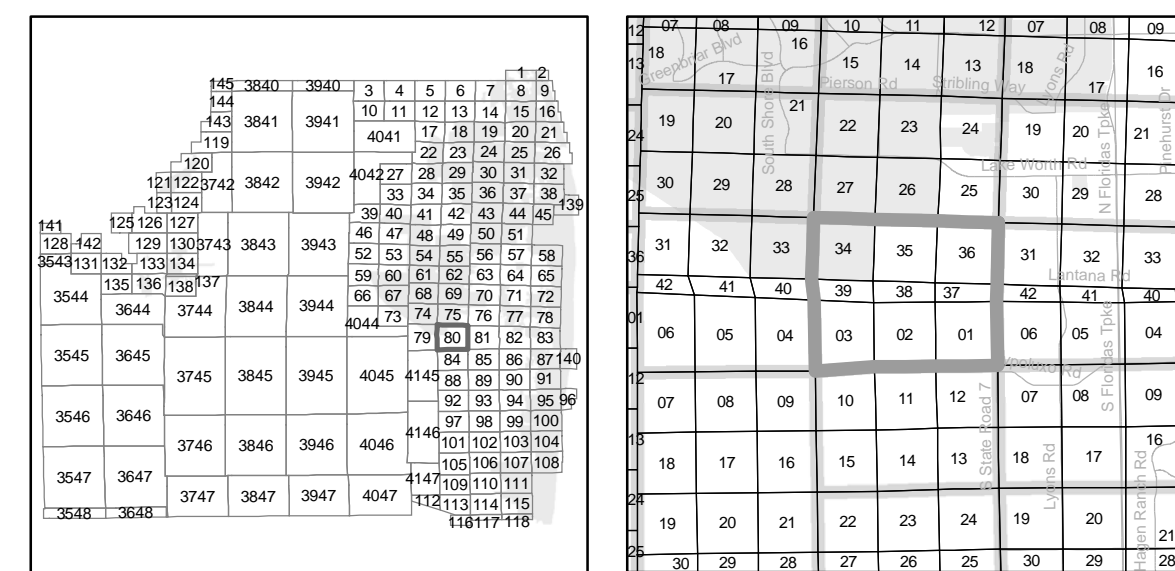 1 2
145 3840 3940 3 4 5 6 7 8 9
144 3841 3941 10 11 12 13 14 15 16
143 4041 17 18 19 20 21
119 22 23 24 25 26
120 3842 3942 4042 27 28 29 30 31 32
121 122 3742 33 34 35 36 37 38
123 124 139
125 126 127 39 40 41 42 43 44 45
141 46 47 48 49 50 51
128 142 129 130 3743 3843 3943 52 53 54 55 56 57 58
3543 131 132 133 134 59 60 61 62 63 64 65
135 136 138 137
3544 3644 3744 3844 3944 66 67 68 69 70 71 72
4044 73 74 75 76 77 78
79 80 81 82 83
3545 3645 84 85 86 87 140
3745 3845 3945 4045 4145 88 89 90 91
3546 3646 92 93 94 95 96
97 98 99 100
3746 3846 3946 4046 4146 101 102 103 104
105 106 107 108
3547 3647 4147 109 110 111
3747 3847 3947 4047 112 113 114 115
3548 3648 116 117 118
12 07 08 09 10 11 12 07 08 09
18 Greenbriar Blvd 16
13 17 15 14 13 18 17 16
Pierson Rd Stribling Way Lyons Rd
South Shore Blvd 21
24 19 20 22 23 24 19 20 21
N Floridas Tpke Pinehurst Dr
Lake Worth Rd
25 30 29 28 27 26 25 30 29 28
36 31 32 33 34 35 36 31 32 33
Lantana Rd
42 41 40 39 38 37 42 41 40
01 06 05 04 03 02 01 06 05 04
S Floridas Tpke
12 07 08 09 10 11 12 07 08 09
S State Road 7
13 18 17 16 15 14 13 18 17 16
Lyons Rd Hagen Ranch Rd
24 19 20 21 22 23 24 19 20 21
25 30 29 28 27 26 25 30 29 28